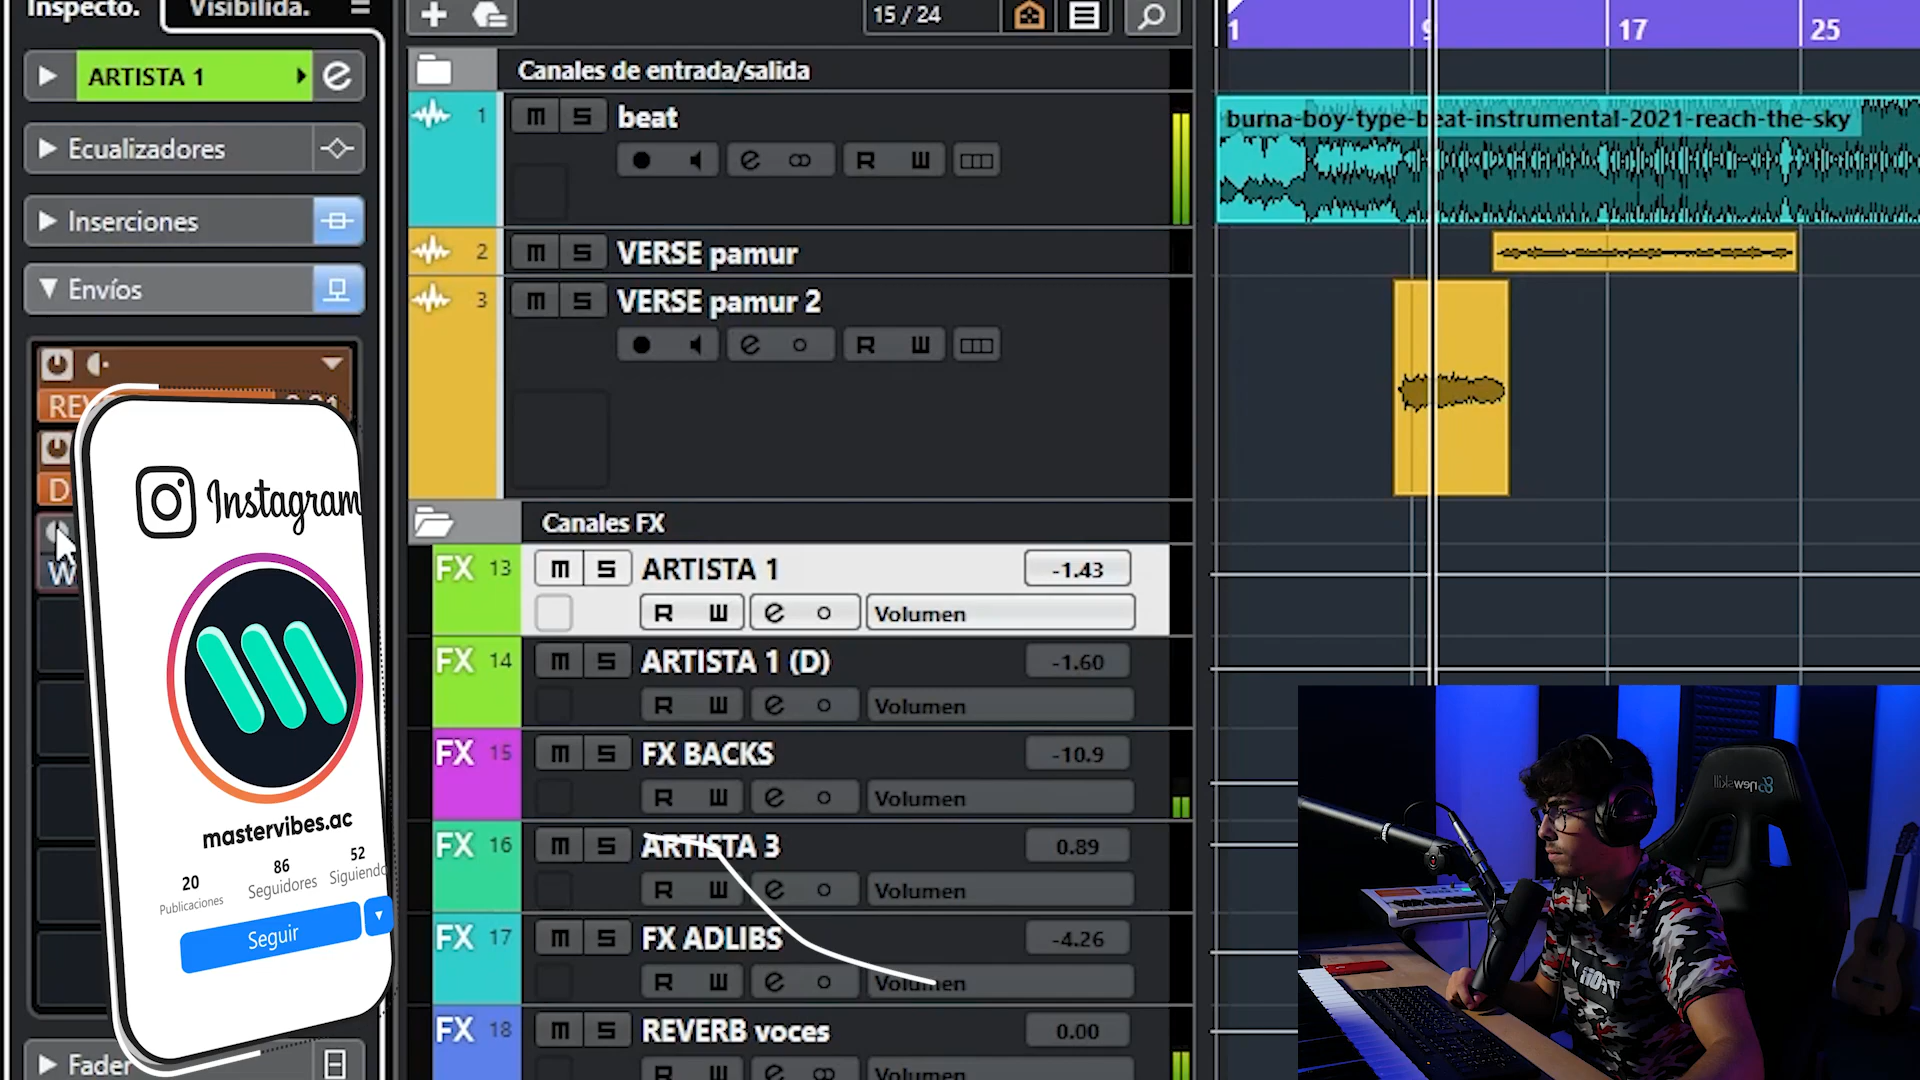 Inspecto.
Visibilida.
ARTISTA 1
Ecualizadores
Inserciones
Envíos
REV
D
W
Fader
Instagram
mastervibes.ac
20
Publicaciones
86
Seguidores
52
Siguiendo
Seguir
15 / 24
Canales de entrada/salida
1
m S
beat
R W
2
m S
VERSE pamur
3
m S
VERSE pamur 2
R W
Canales FX
FX 13
m S
ARTISTA 1
-1.43
R W
Volumen
FX 14
m S
ARTISTA 1 (D)
-1.60
R W
Volumen
FX 15
m S
FX BACKS
-10.9
R W
Volumen
FX 16
m S
ARTISTA 3
0.89
R W
Volumen
FX 17
m S
FX ADLIBS
-4.26
R W
Volumen
FX 18
m S
REVERB voces
0.00
R W
Volumen
1
9
17
25
burna-boy-type-beat-instrumental-2021-reach-the-sky
newskill